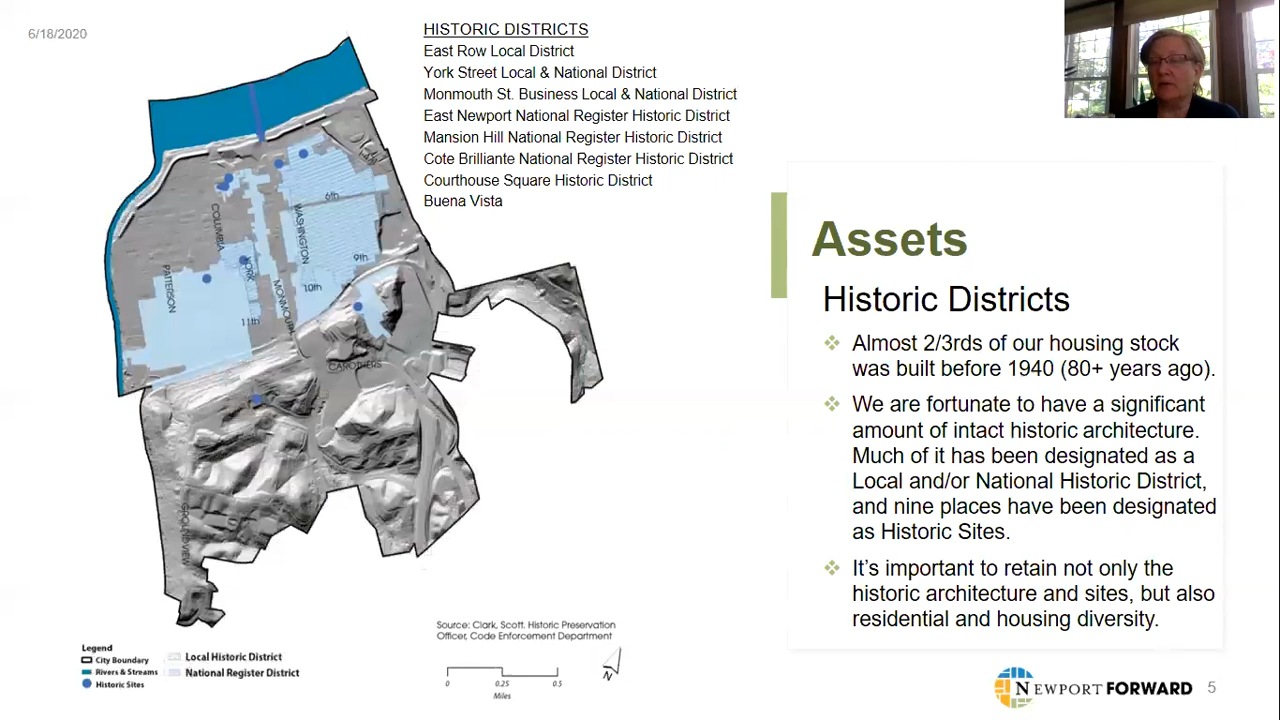 6/18/2020
HISTORIC DISTRICTS
East Row Local District
York Street Local & National District
Monmouth St. Business Local & National District
East Newport National Register Historic District
Mansion Hill National Register Historic District
Cote Brilliante National Register Historic District
Courthouse Square Historic District
Buena Vista
6th
WASHINGTON
COLUMBIA
9th
YORK
PATTERSON
10th
MONMOUTH
11th
CAROTHERS
GRANDVIEW
Assets
Historic Districts
Almost 2/3rds of our housing stock
was built before 1940 (80+ years ago).
We are fortunate to have a significant
amount of intact historic architecture.
Much of it has been designated as a
Local and/or National Historic District,
and nine places have been designated
as Historic Sites.
It's important to retain not only the
historic architecture and sites, but also
residential and housing diversity.
Source: Clark, Scott. Historic Preservation
Officer, Code Enforcement Department
Legend
City Boundary
Rivers & Streams
Historic Sites
Local Historic District
National Register District
0 0.25 0.5
Miles
N
NEWPORT FORWARD
5